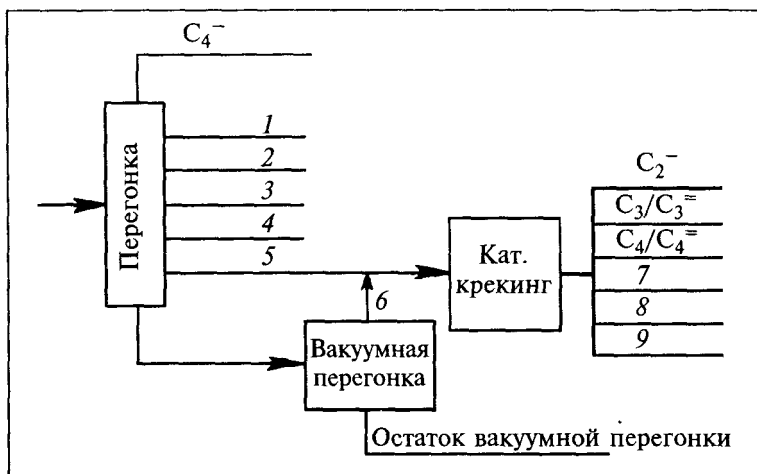 C₄⁻
Перегонка
1
2
3
4
5
6
Вакуумная
перегонка
Остаток вакуумной перегонки
Кат.
крекинг
C₂⁻
C₃/C₃⁼
C₄/C₄⁼
7
8
9